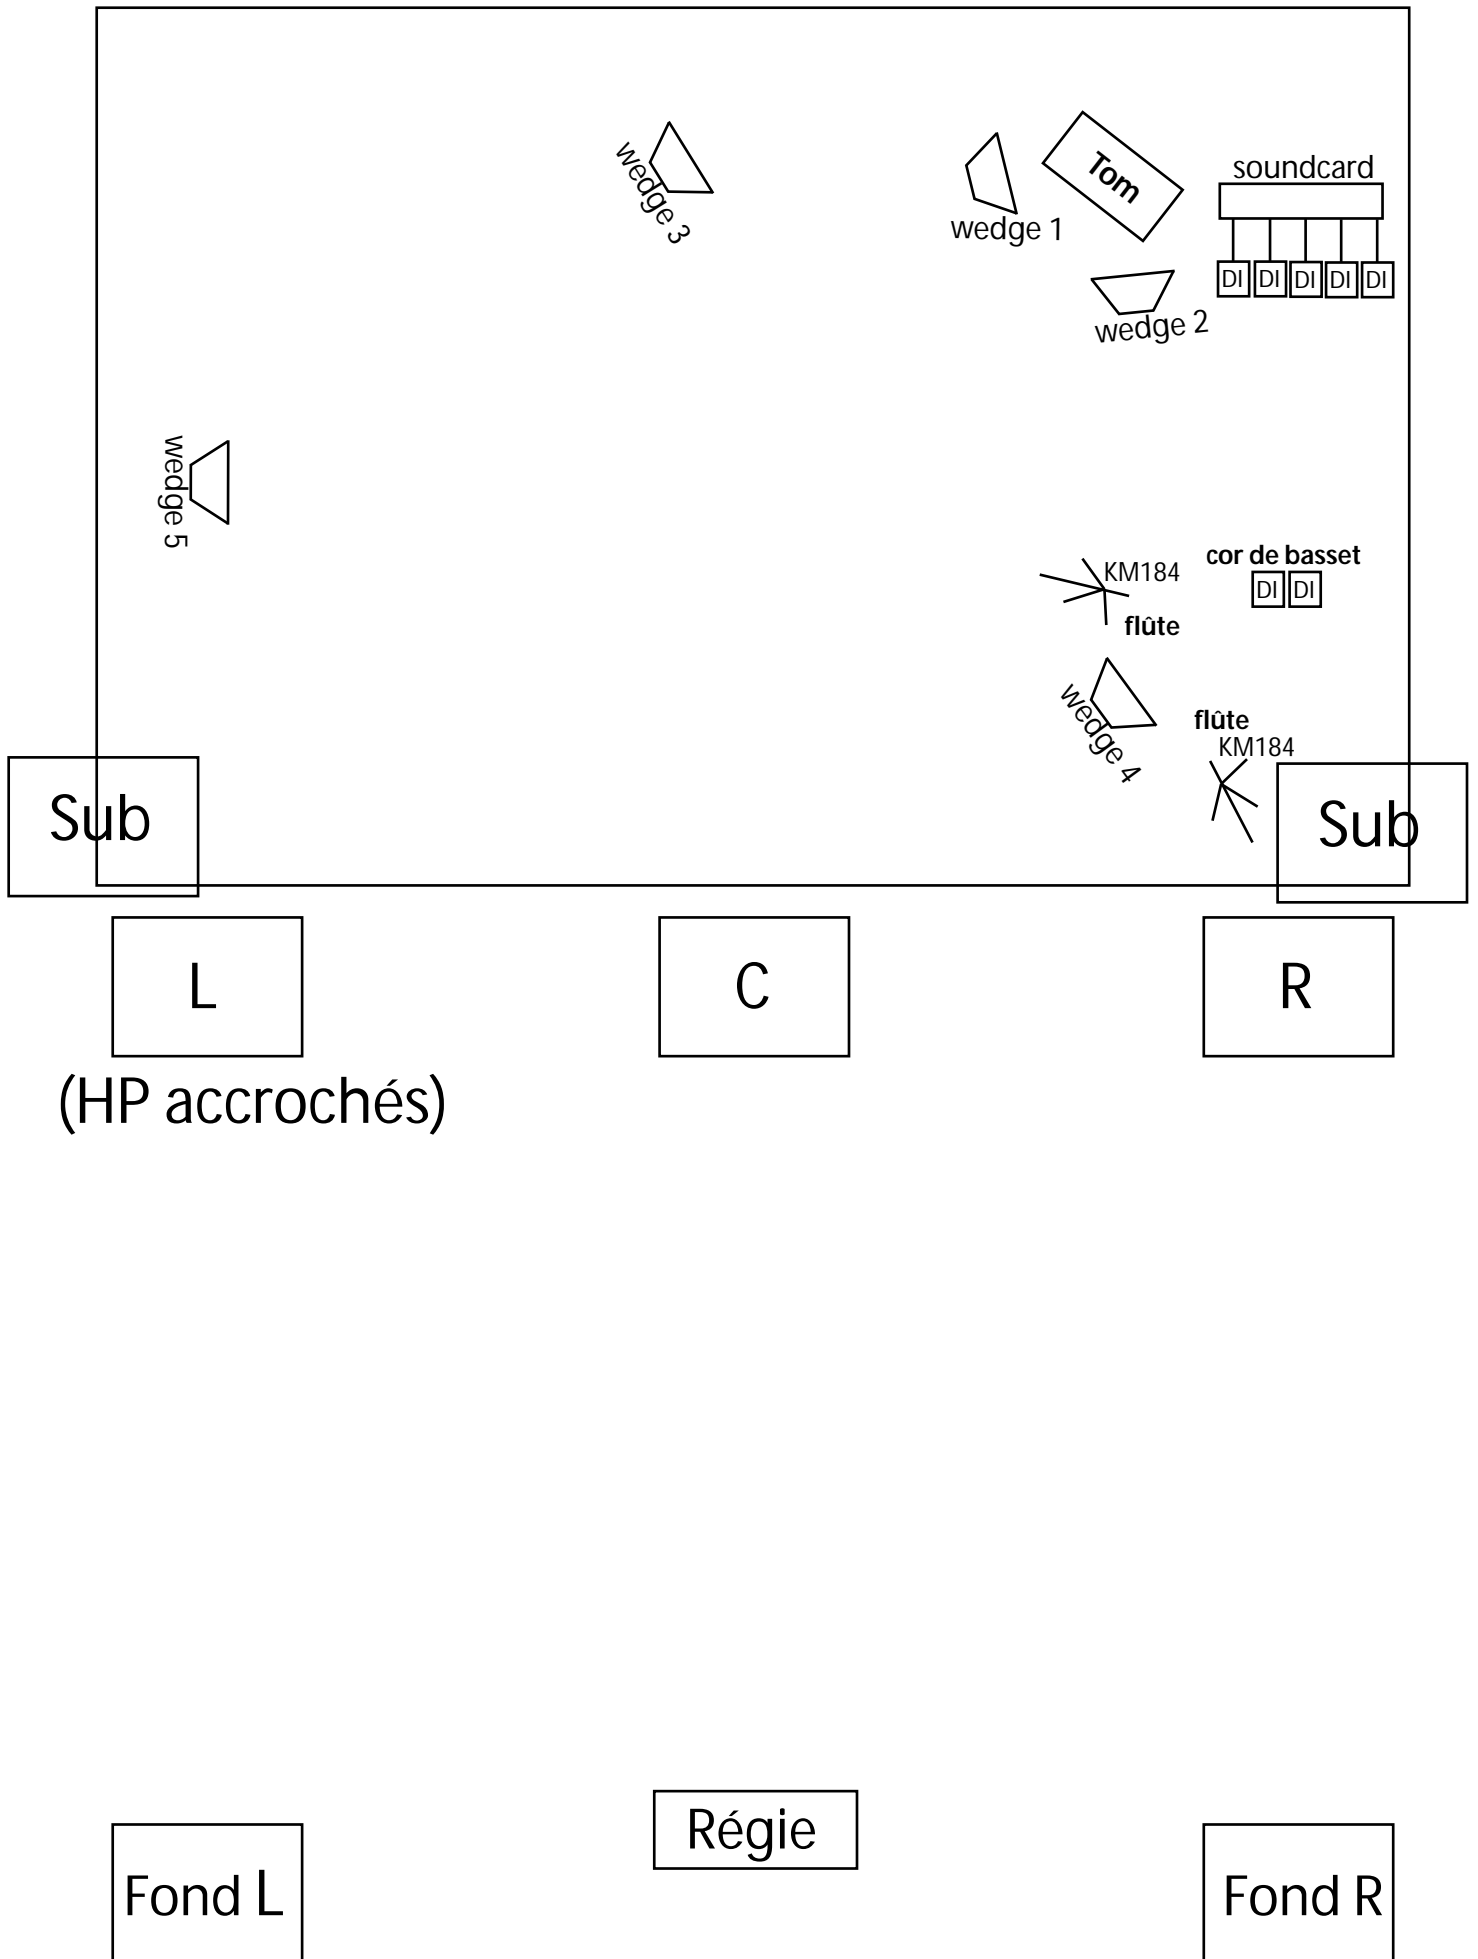 wedge 3
wedge 1
Tom
soundcard
DI DI DI DI DI
wedge 2
wedge 5
KM184
flûte
cor de basset
DI DI
wedge 4
flûte
KM184
Sub
Sub
L
C
R
(HP accrochés)
Régie
Fond L
Fond R